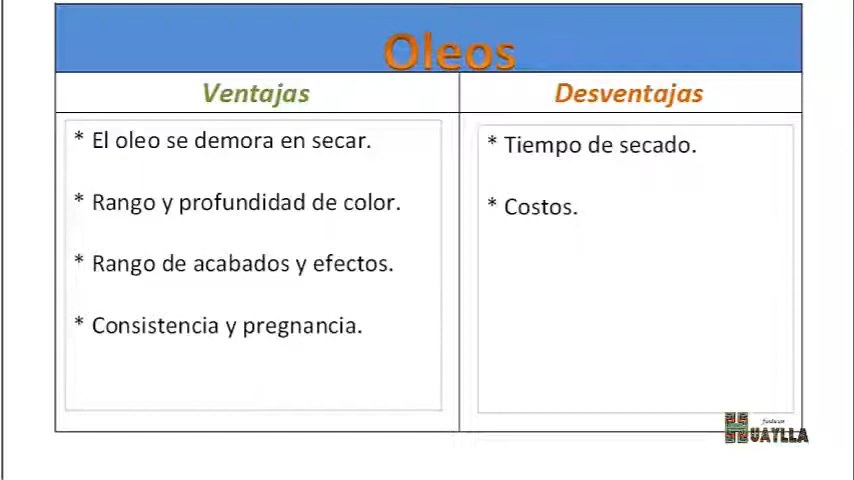 Oleos
Ventajas
Desventajas
* El oleo se demora en secar.
* Rango y profundidad de color.
* Rango de acabados y efectos.
* Consistencia y pregnancia.
* Tiempo de secado.
* Costos.
HUAYLLA